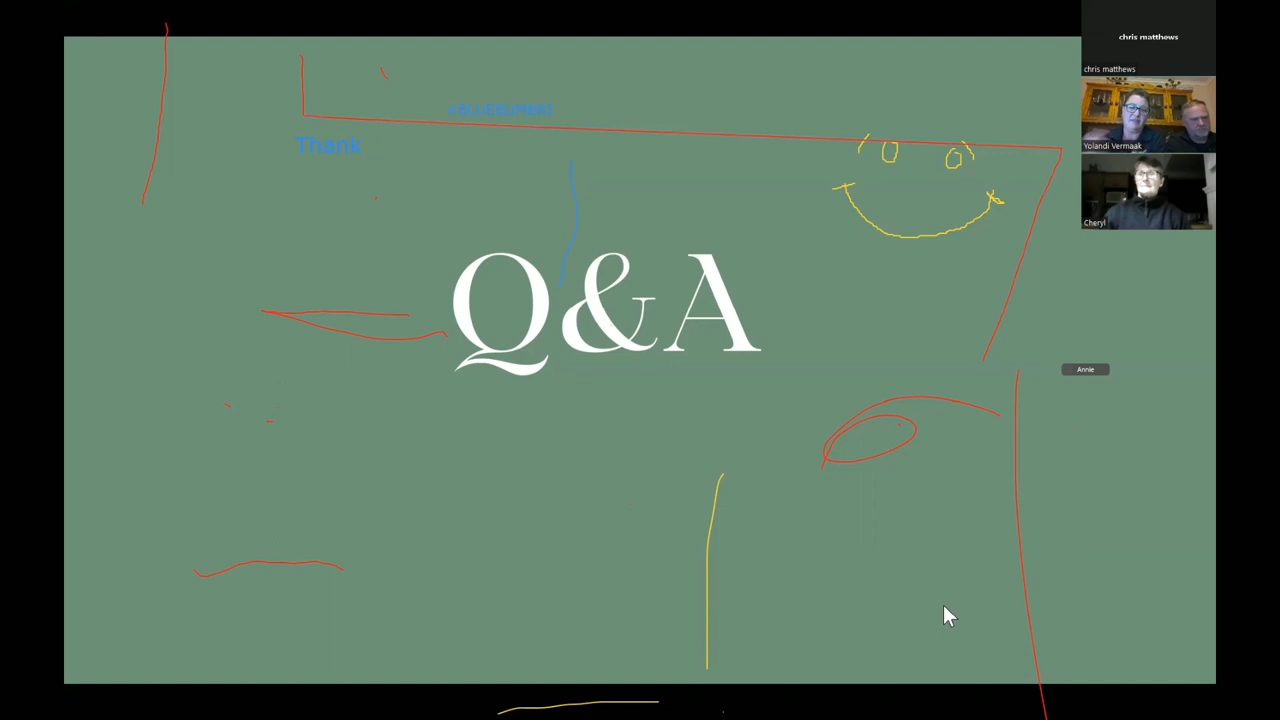 chris matthews
chris matthews
Thank
Yolandi Vermaak
Q&A
Cheryl
Annie